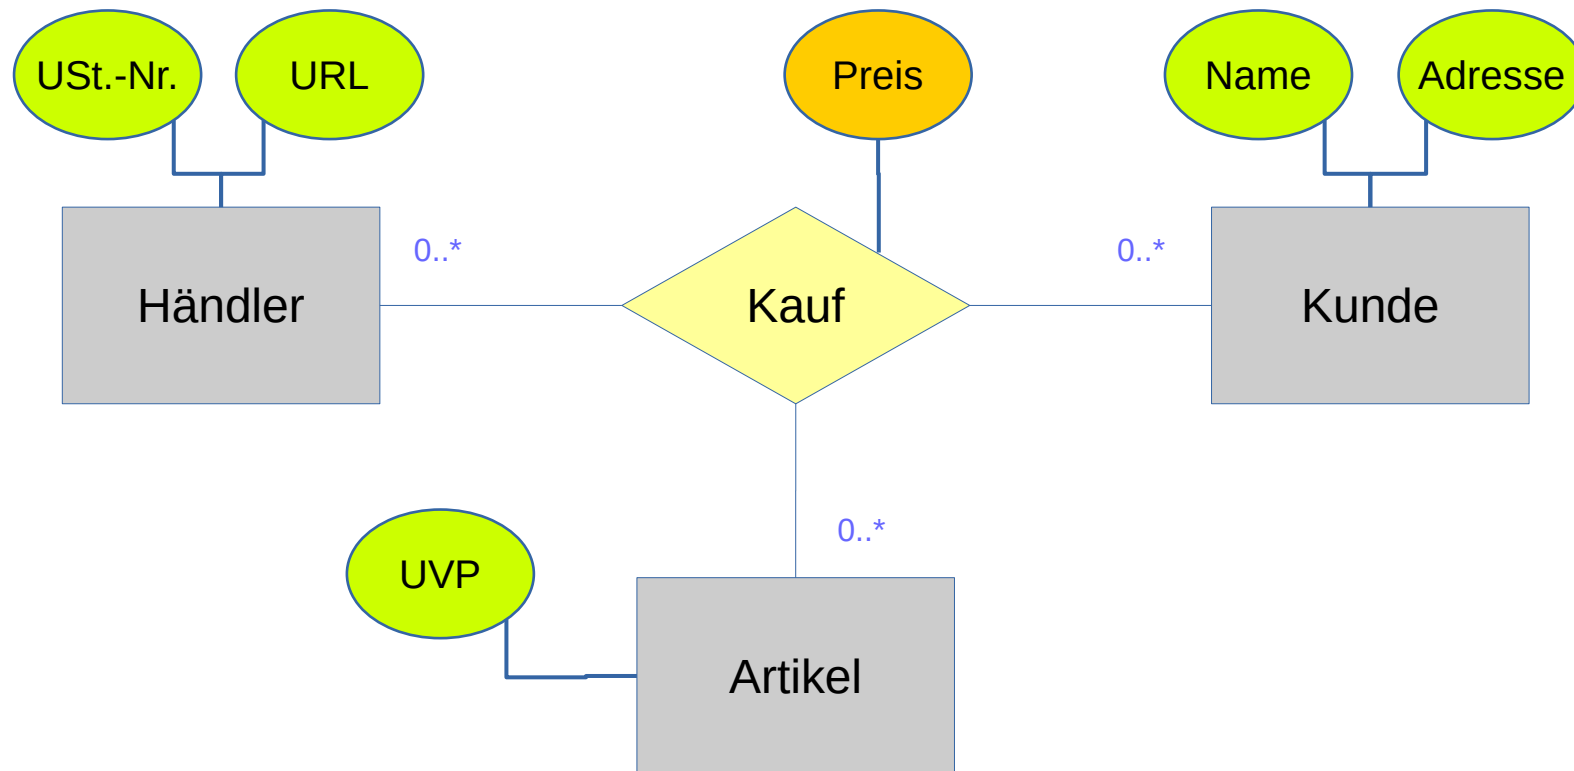 USt.-Nr.
URL
Preis
Name
Adresse
0..*
0..*
Händler
Kauf
Kunde
0..*
UVP
Artikel